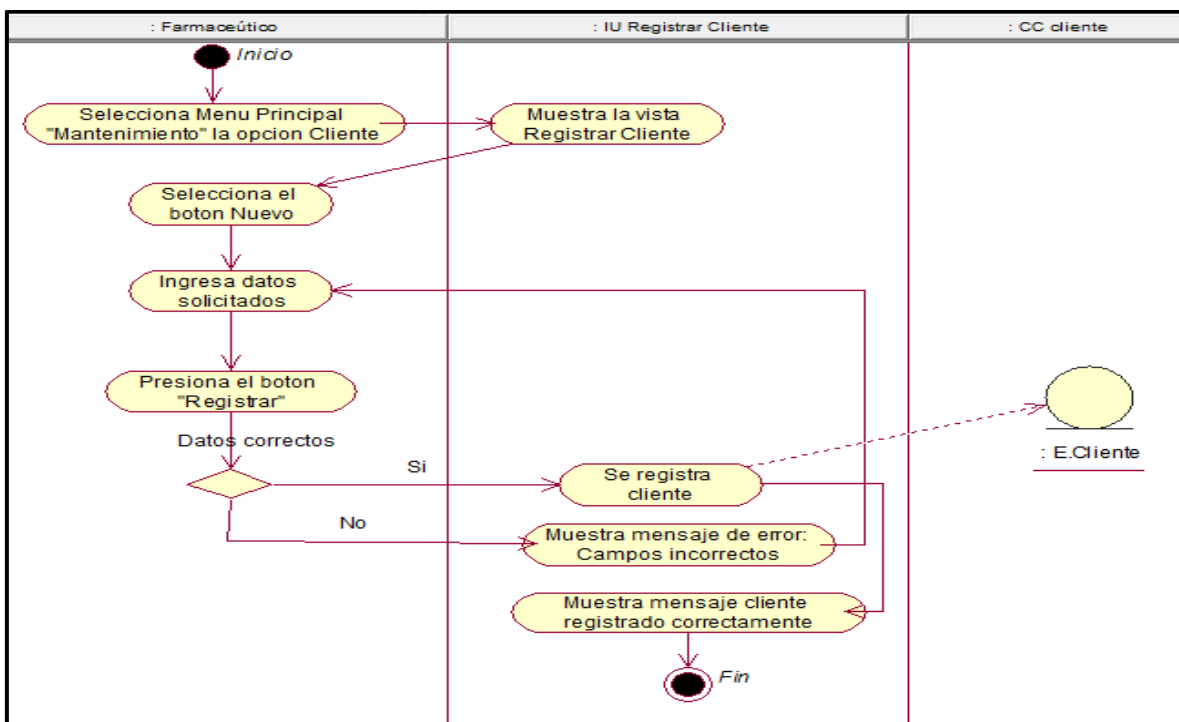 : Farmaceútico
: IU Registrar Cliente
: CC cliente
Inicio
Selecciona Menu Principal
"Mantenimiento" la opcion Cliente
Muestra la vista
Registrar Cliente
Selecciona el
boton Nuevo
Ingresa datos
solicitados
Presiona el boton
"Registrar"
Datos correctos
Si
Se registra
cliente
: E.Cliente
No
Muestra mensaje de error:
Campos incorrectos
Muestra mensaje cliente
registrado correctamente
Fin